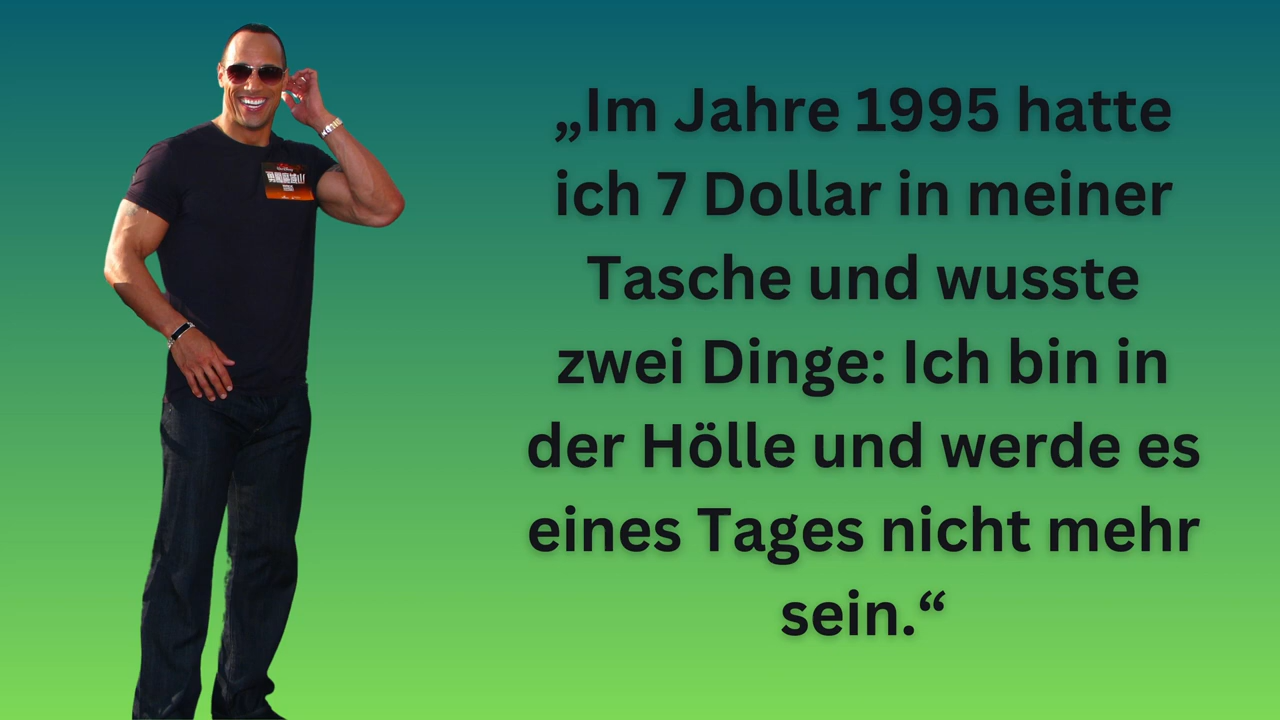 „Im Jahre 1995 hatte
ich 7 Dollar in meiner
Tasche und wusste
zwei Dinge: Ich bin in
der Hölle und werde es
eines Tages nicht mehr
sein.“